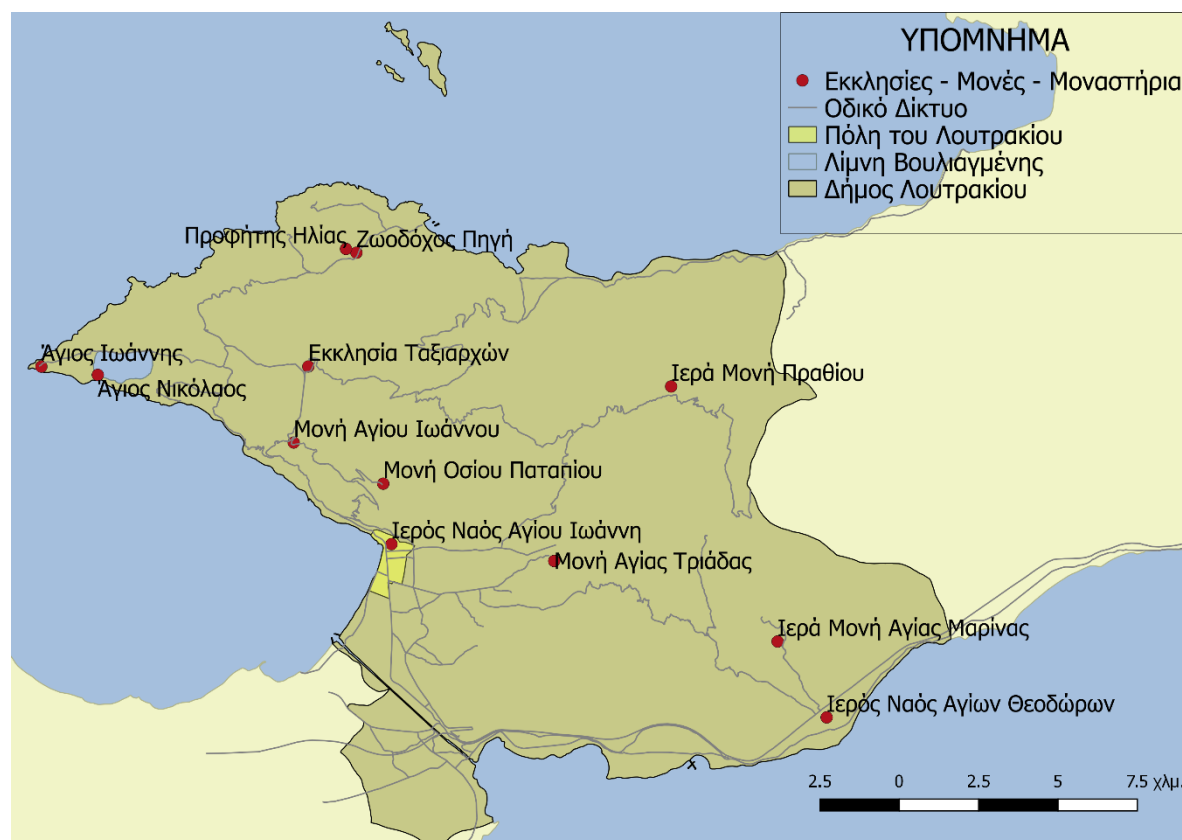 ΥΠΟΜΝΗΜΑ
Εκκλησίες - Μονές - Μοναστήρια
Οδικό Δίκτυο
Πόλη του Λουτρακίου
Λίμνη Βουλιαγμένης
Δήμος Λουτρακίου
Προφήτης Ηλίας
Ζωοδόχος Πηγή
Άγιος Ιωάννης
Άγιος Νικόλαος
Εκκλησία Ταξιαρχών
Ιερά Μονή Πραθίου
Μονή Αγίου Ιωάννου
Μονή Οσίου Παταπίου
Ιερός Ναός Αγίου Ιωάννη
Μονή Αγίας Τριάδας
Ιερά Μονή Αγίας Μαρίνας
Ιερός Ναός Αγίων Θεοδώρων
2.5 0 2.5 5 7.5 χλμ.